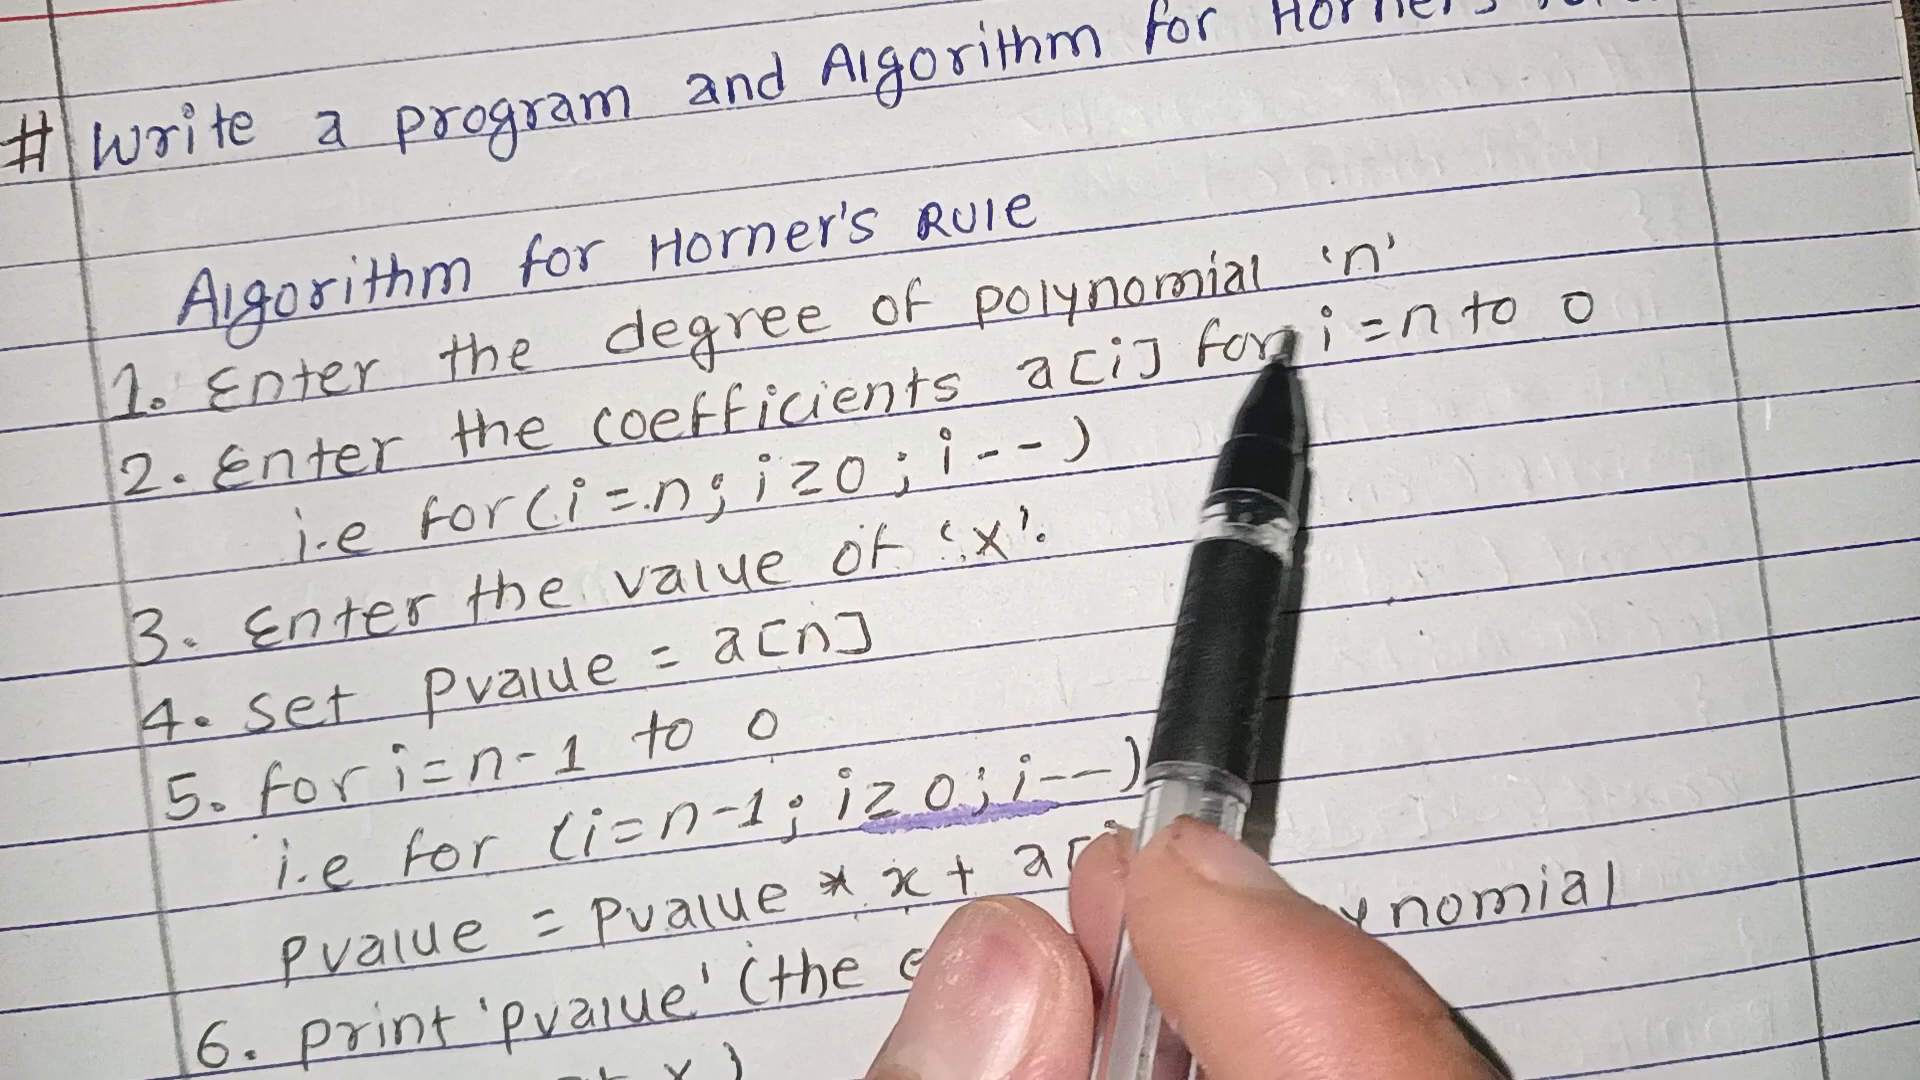 # Write a program and Algorithm for Horner's
Algorithm for Horner's Rule
1. Enter the degree of polynomial 'n'
2. Enter the coefficients a[i] for i = n to 0
i.e for(i=n; i≥0; i--)
3. Enter the value of 'x'.
4. set Pvalue = a[n]
5. for i=n-1 to 0
i.e for (i=n-1; i≥0; i--)
Pvalue = Pvalue * x + a[
6. print 'pvalue' (the ynomial
x)